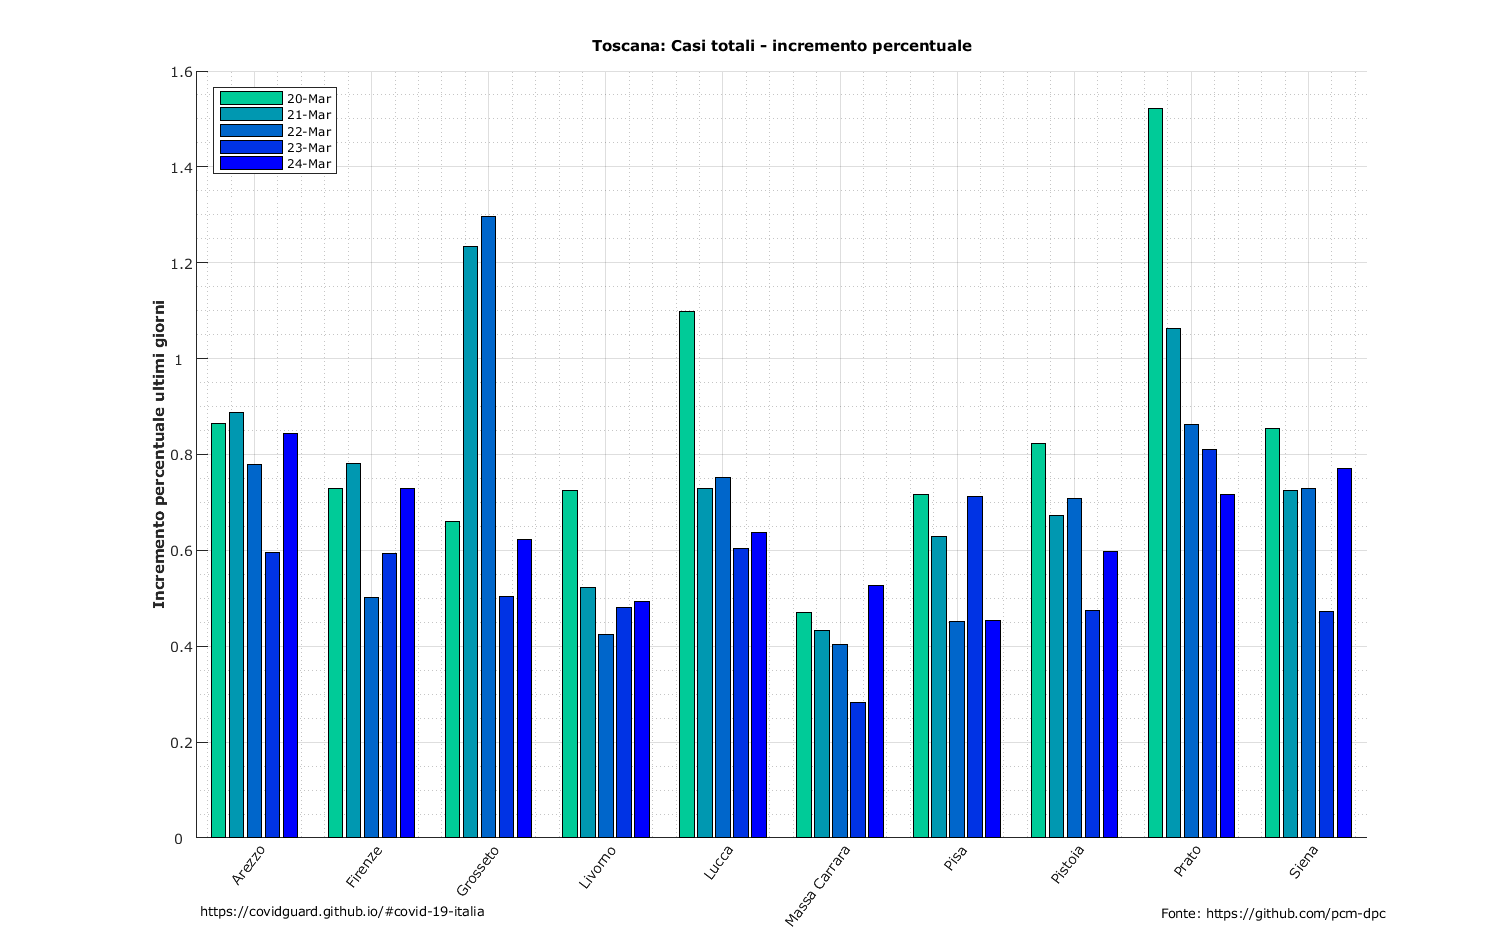 Toscana: Casi totali - incremento percentuale
Incremento percentuale ultimi giorni
1.6
1.4
1.2
1
0.8
0.6
0.4
0.2
0
20-Mar
21-Mar
22-Mar
23-Mar
24-Mar
Arezzo
Firenze
Grosseto
Livorno
Lucca
Massa Carrara
Pisa
Pistoia
Prato
Siena
https://covidguard.github.io/#covid-19-italia
Fonte: https://github.com/pcm-dpc